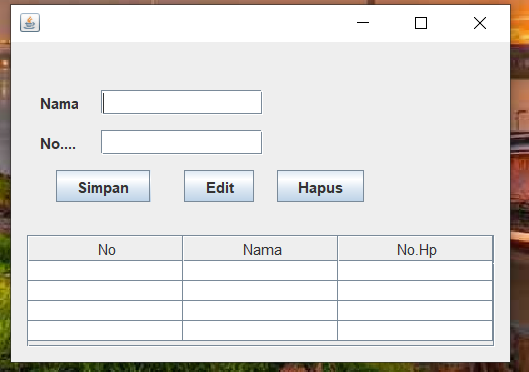 Nama
No....
Simpan Edit Hapus
No Nama No.Hp